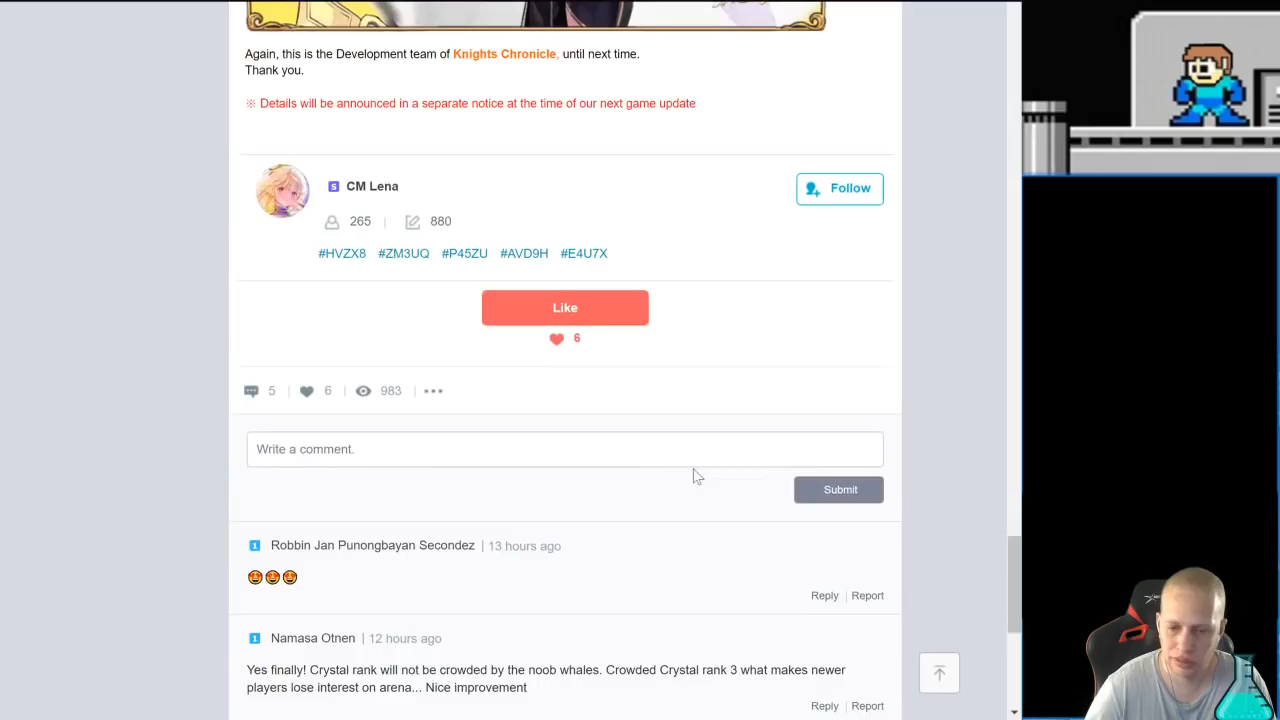 Again, this is the Development team of Knights Chronicle, until next time.
Thank you.
※ Details will be announced in a separate notice at the time of our next game update
S CM Lena
Follow
265 | 880
#HVZX8 #ZM3UQ #P45ZU #AVD9H #E4U7X
Like
6
5 | 6 | 983 | •••
Write a comment.
Submit
1 Robbin Jan Punongbayan Secondez | 13 hours ago
🤩🤩🤩
Reply | Report
1 Namasa Otnen | 12 hours ago
Yes finally! Crystal rank will not be crowded by the noob whales. Crowded Crystal rank 3 what makes newer
players lose interest on arena... Nice improvement
Reply | Report